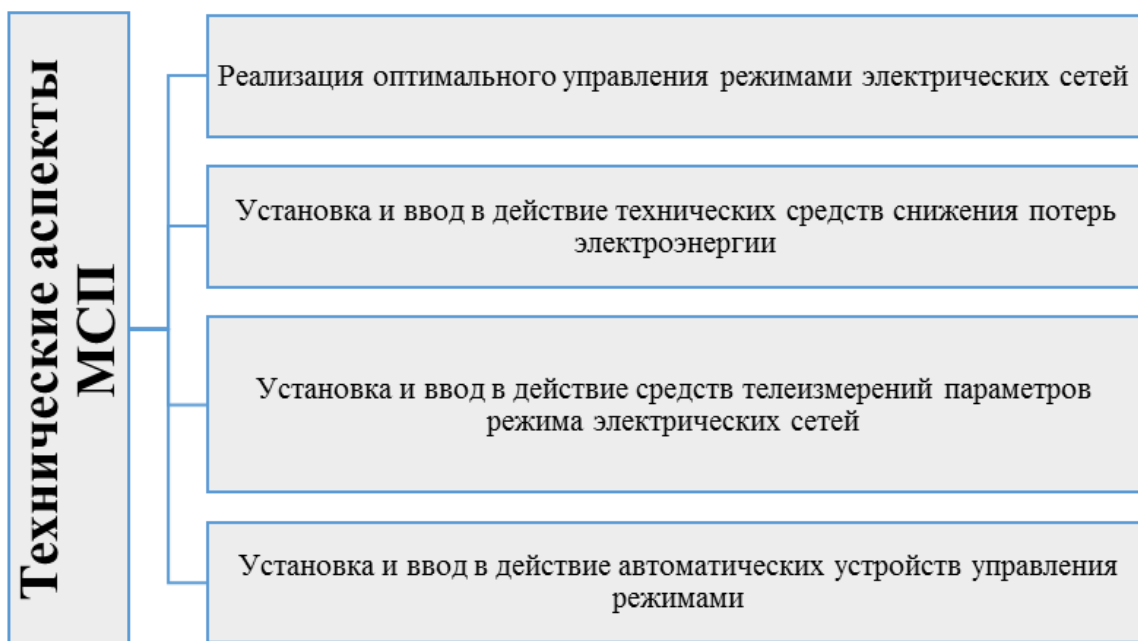 Технические аспекты
МСП
Реализация оптимального управления режимами электрических сетей
Установка и ввод в действие технических средств снижения потерь
электроэнергии
Установка и ввод в действие средств телеизмерений параметров
режима электрических сетей
Установка и ввод в действие автоматических устройств управления
режимами